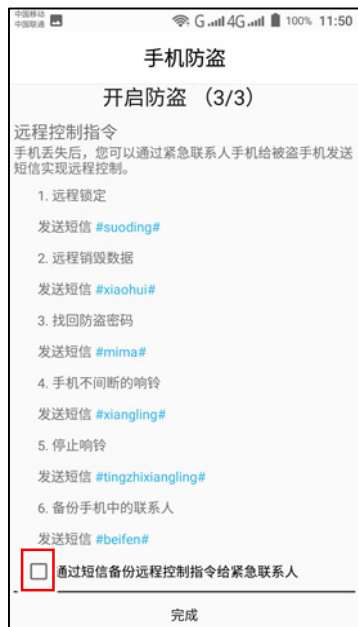 中国移动
中国联通
G 4G 100% 11:50
手机防盗
开启防盗 （3/3）
远程控制指令
手机丢失后，您可以通过紧急联系人手机给被盗手机发送
短信实现远程控制。
1. 远程锁定
发送短信 #suoding#
2. 远程销毁数据
发送短信 #xiaohui#
3. 找回防盗密码
发送短信 #mima#
4. 手机不间断的响铃
发送短信 #xiangling#
5. 停止响铃
发送短信 #tingzhixiangling#
6. 备份手机中的联系人
发送短信 #beifen#
通过短信备份远程控制指令给紧急联系人
完成